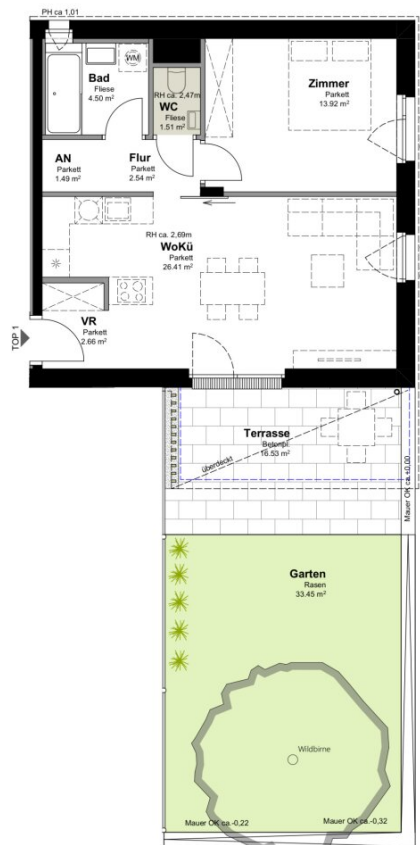 PH ca 1,01
Bad
Fliese
4.50 m²
WM
RH ca. 2,47m
WC
Fliese
1.51 m²
Zimmer
Parkett
13.92 m²
AN
Parkett
1.49 m²
Flur
Parkett
2.54 m²
RH ca. 2,69m
WoKü
Parkett
26.41 m²
VR
Parkett
2.66 m²
TOP 1
Terrasse
Betonpl.
16.53 m²
überdeckt
Mauer OK ca.+0,00
Garten
Rasen
33.45 m²
Wildbirne
Mauer OK ca.-0,22
Mauer OK ca.-0,32